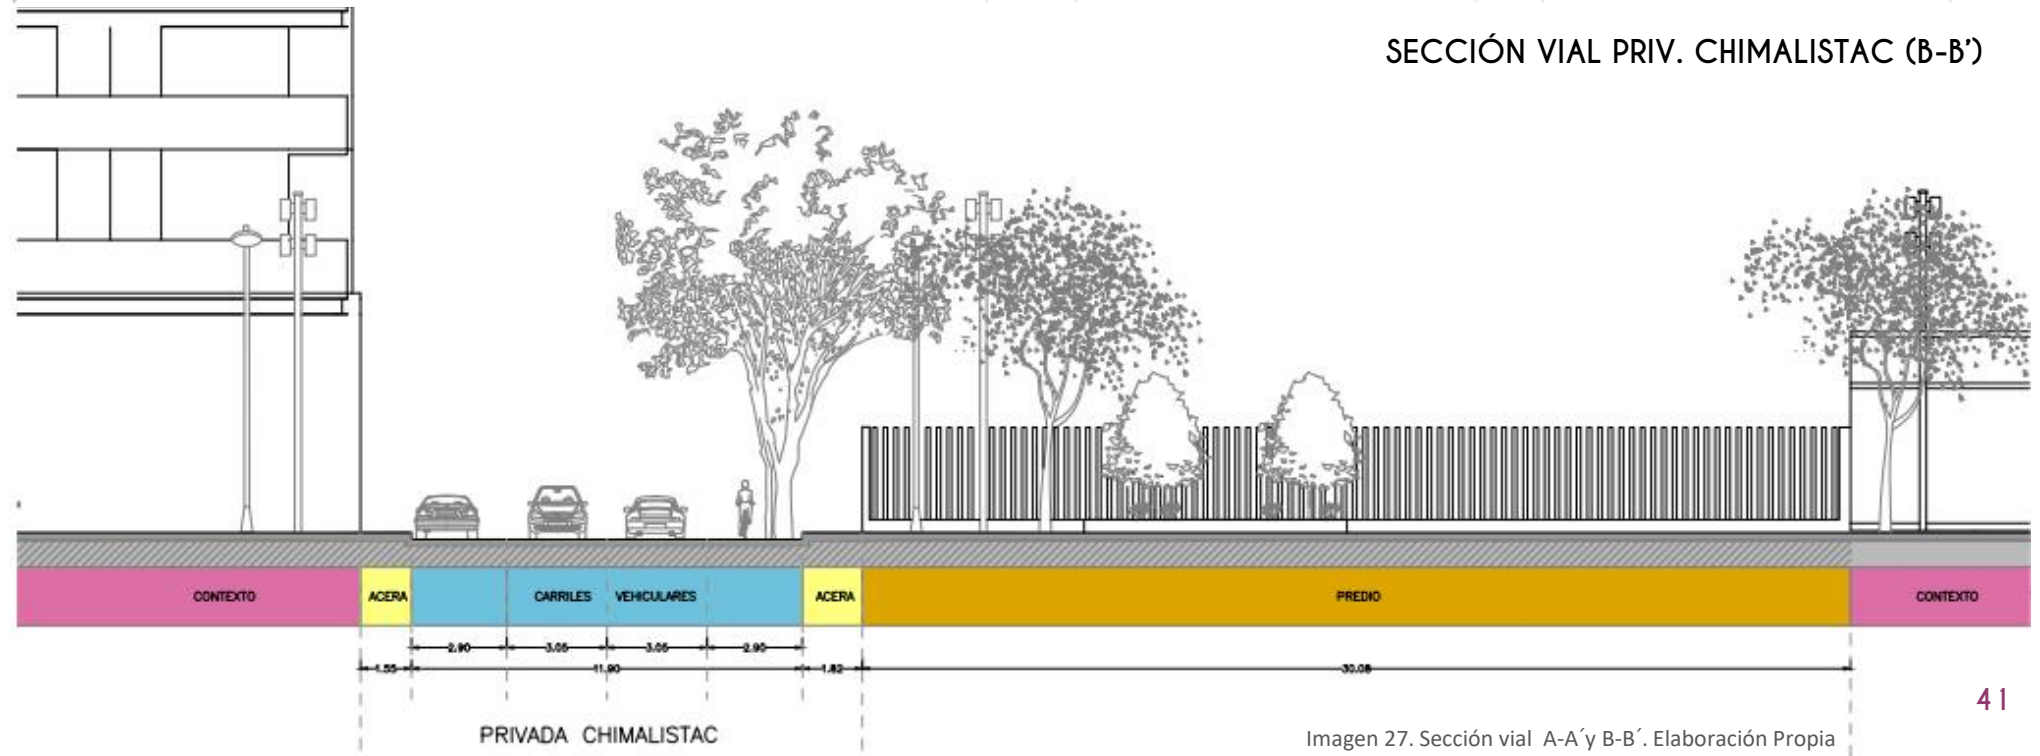 SECCIÓN VIAL PRIV. CHIMALISTAC (B-B')
CONTEXTO ACERA CARRILES VEHICULARES ACERA PREDIO CONTEXTO
2.90 3.05 3.05 2.90
1.55 11.90 1.82 30.08
PRIVADA CHIMALISTAC
41
Imagen 27. Sección vial A-A´y B-B´. Elaboración Propia